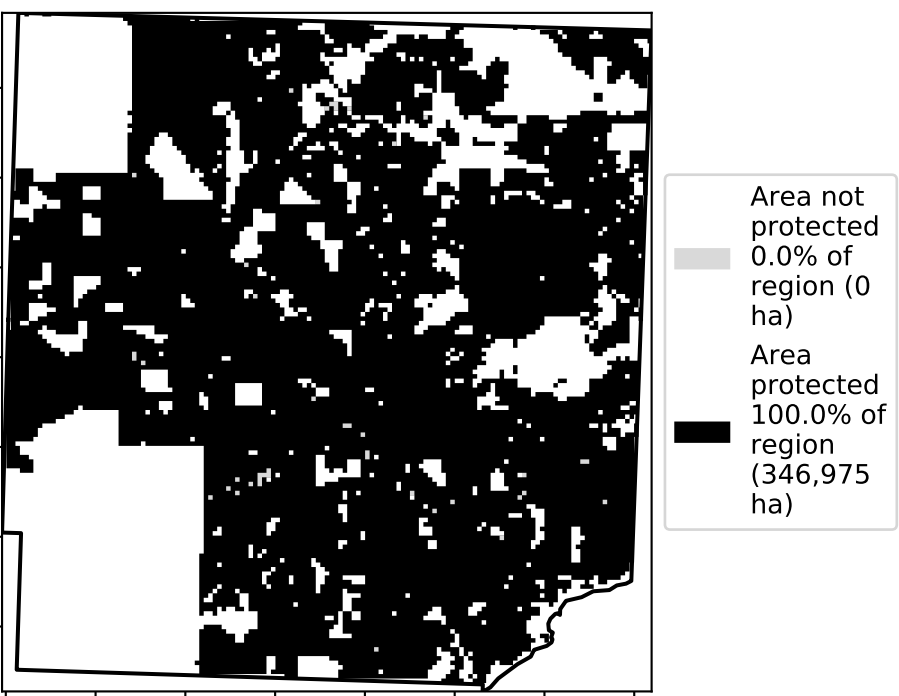 Area not
protected
0.0% of
region (0
ha)
Area
protected
100.0% of
region
(346,975
ha)